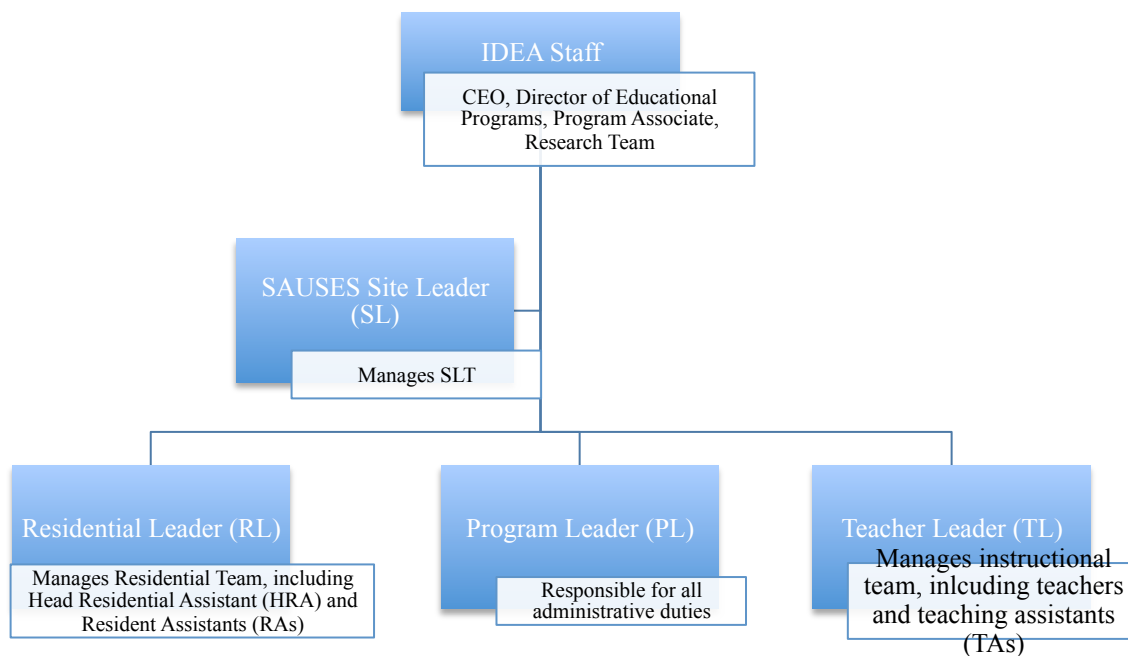 IDEA Staff
CEO, Director of Educational
Programs, Program Associate,
Research Team
SAUSES Site Leader
(SL)
Manages SLT
Residential Leader (RL)
Manages Residential Team, including
Head Residential Assistant (HRA) and
Resident Assistants (RAs)
Program Leader (PL)
Responsible for all
administrative duties
Teacher Leader (TL)
Manages instructional
team, inlcuding teachers
and teaching assistants
(TAs)